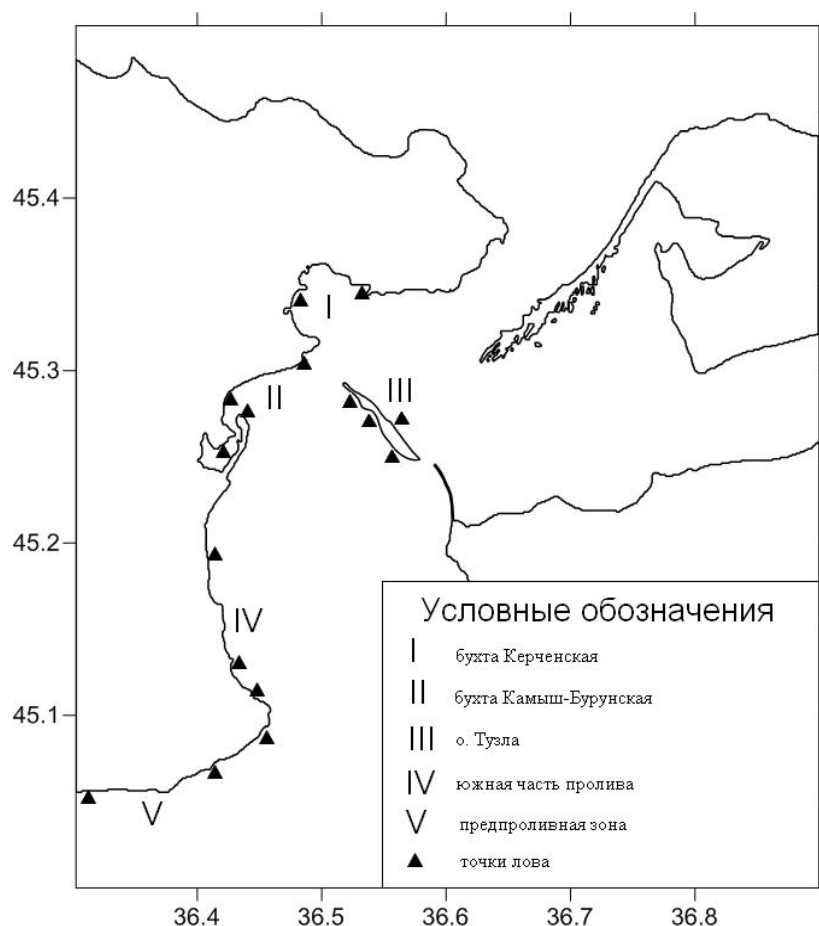 45.4
I
45.3
II
III
45.2
IV
45.1
V
Условные обозначения
I бухта Керченская
II бухта Камыш-Бурунская
III о. Тузла
IV южная часть пролива
V предпроливная зона
точки лова
36.4 36.5 36.6 36.7 36.8